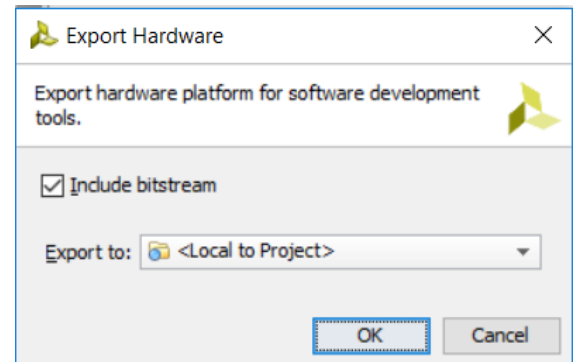 Export Hardware
Export hardware platform for software development
tools.
Include bitstream
Export to: <Local to Project>
OK Cancel